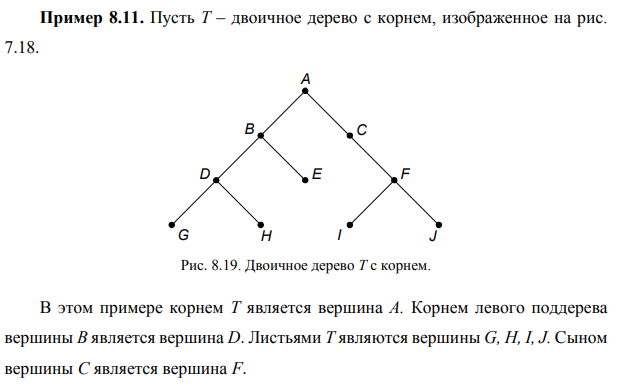 Пример 8.11. Пусть T – двоичное дерево с корнем, изображенное на рис.
7.18.
A
B
C
D
E
F
G
H
I
J
Рис. 8.19. Двоичное дерево T с корнем.
В этом примере корнем T является вершина A. Корнем левого поддерева
вершины B является вершина D. Листьями T являются вершины G, H, I, J. Сыном
вершины C является вершина F.